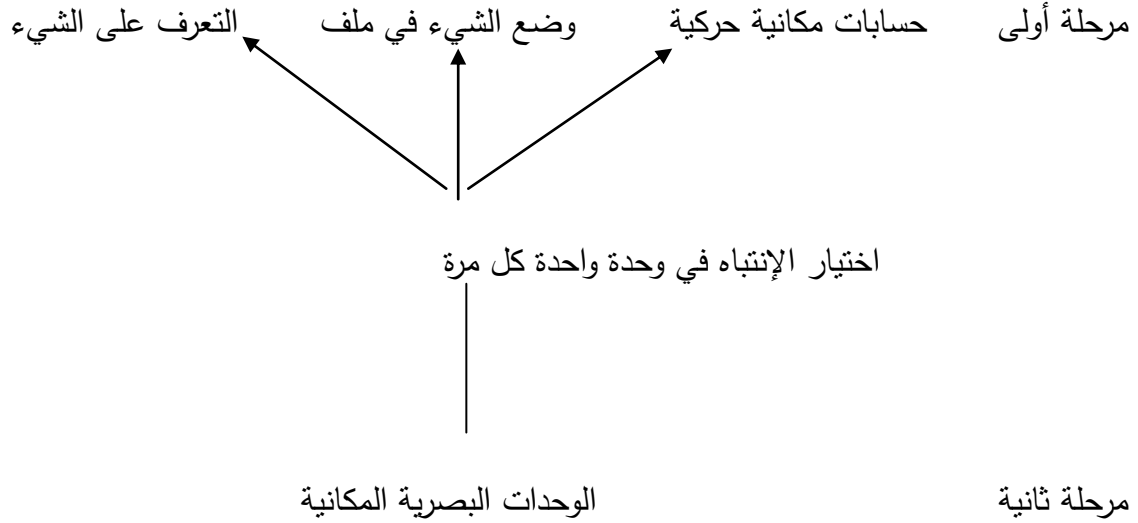 مرحلة أولى حسابات مكانية حركية وضع الشيء في ملف التعرف على الشيء
اختيار الإنتباه في وحدة واحدة كل مرة
مرحلة ثانية الوحدات البصرية المكانية